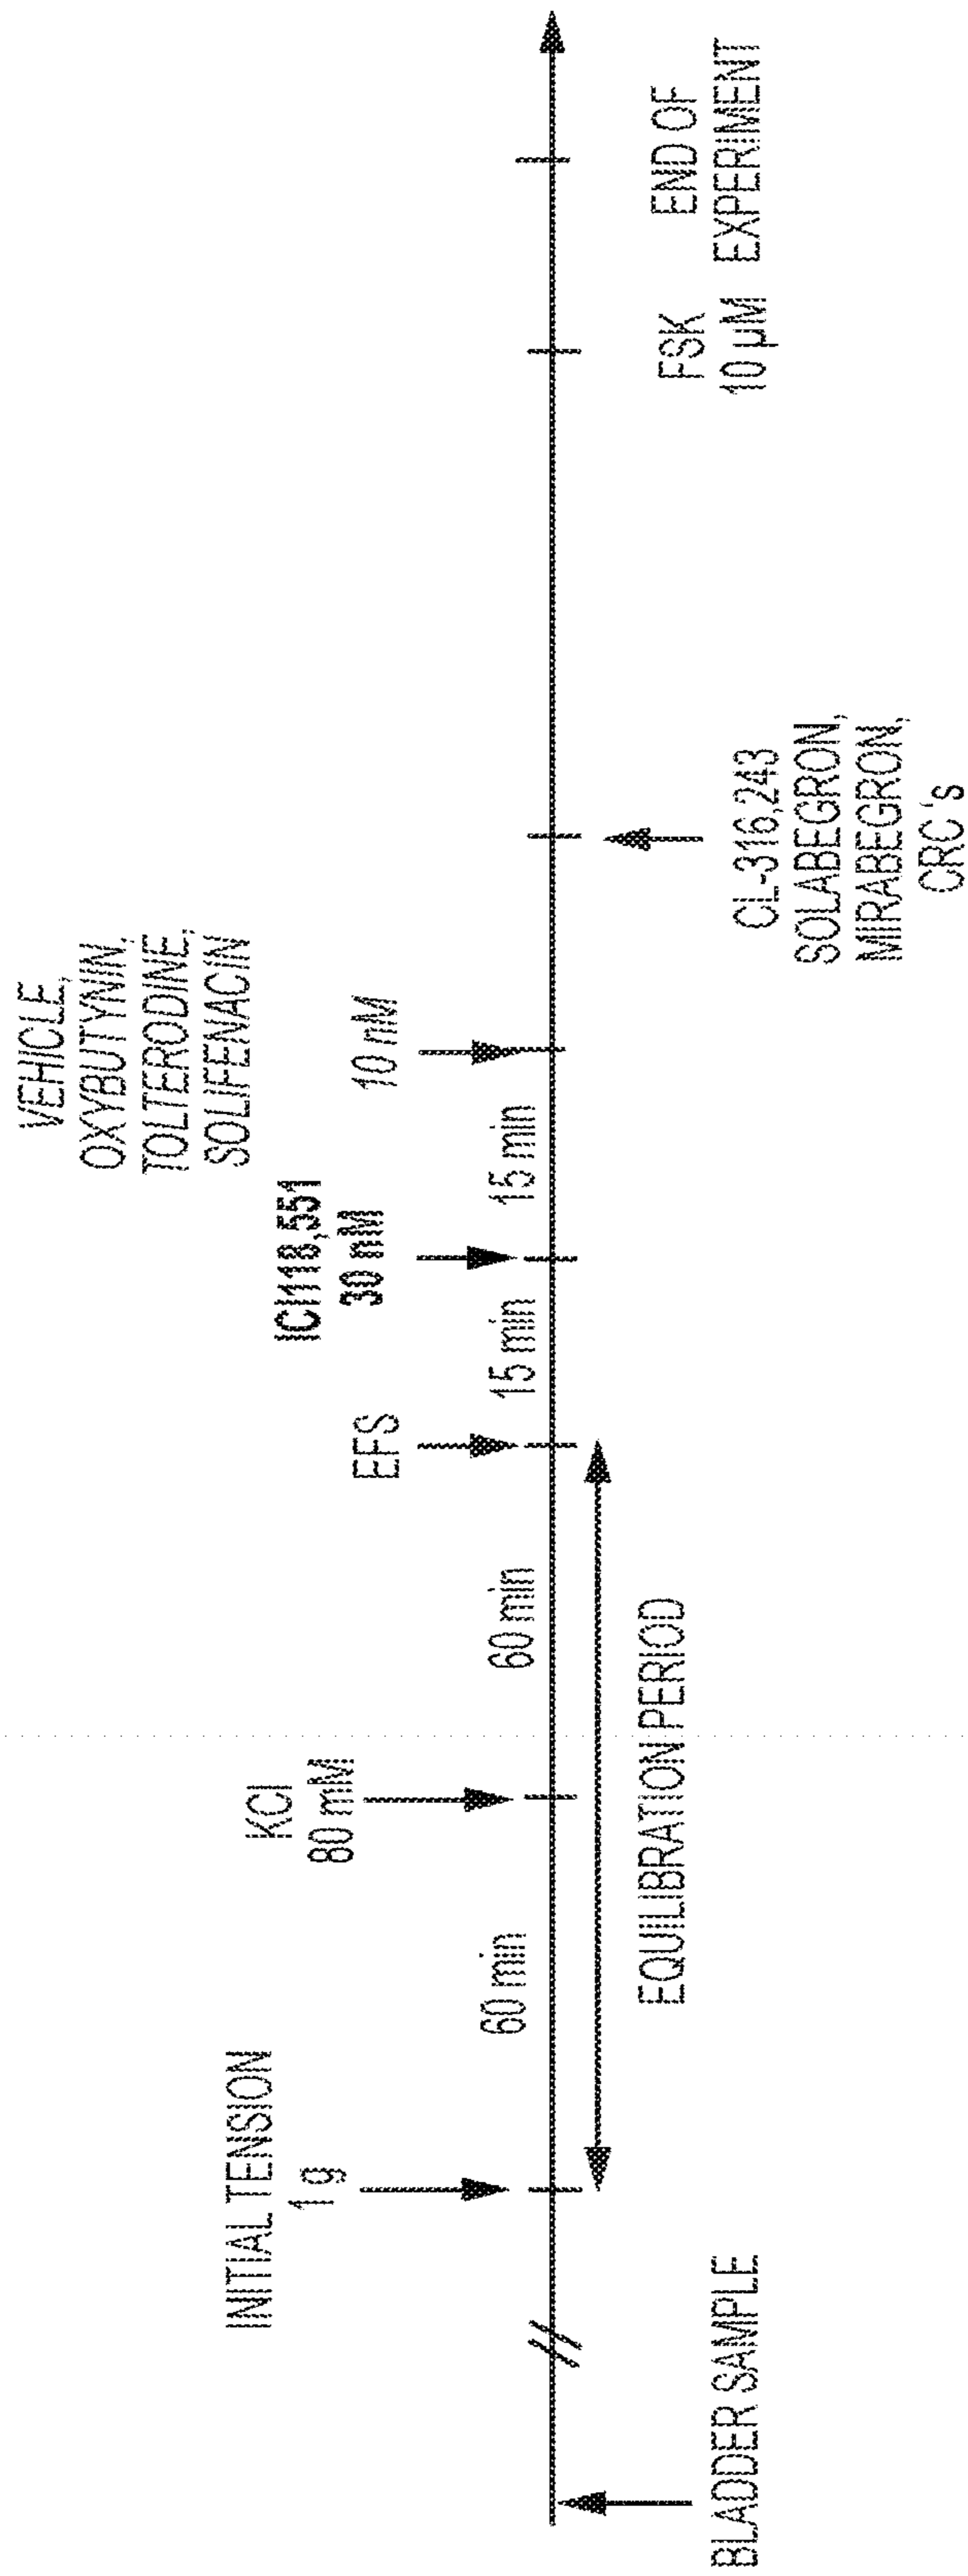 BLADDER SAMPLE
INITIAL TENSION
1 g
60 min
KCl
80 mM
EQUILIBRATION PERIOD
60 min
EFS
15 min
ICI118,551
30 nM
15 min
VEHICLE,
OXYBUTYNIN,
TOLTERODINE,
SOLIFENACIN
10 nM
CL-316,243
SOLABEGRON,
MIRABEGRON,
CRC's
FSK
10 µM
END OF
EXPERIMENT